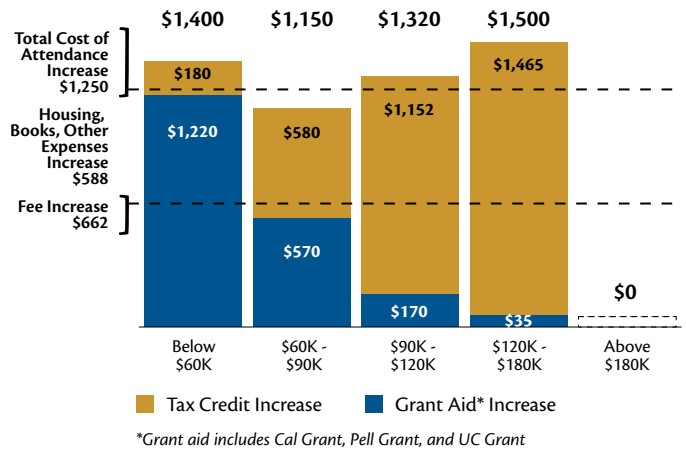 $1,400 $1,150 $1,320 $1,500
Total Cost of
Attendance
Increase
$1,250
Housing,
Books, Other
Expenses
Increase
$588
Fee Increase
$662
$180
$1,220
$580
$570
$1,152
$170
$1,465
$35
$0
Below
$60K
$60K -
$90K
$90K -
$120K
$120K -
$180K
Above
$180K
Tax Credit Increase Grant Aid* Increase
*Grant aid includes Cal Grant, Pell Grant, and UC Grant